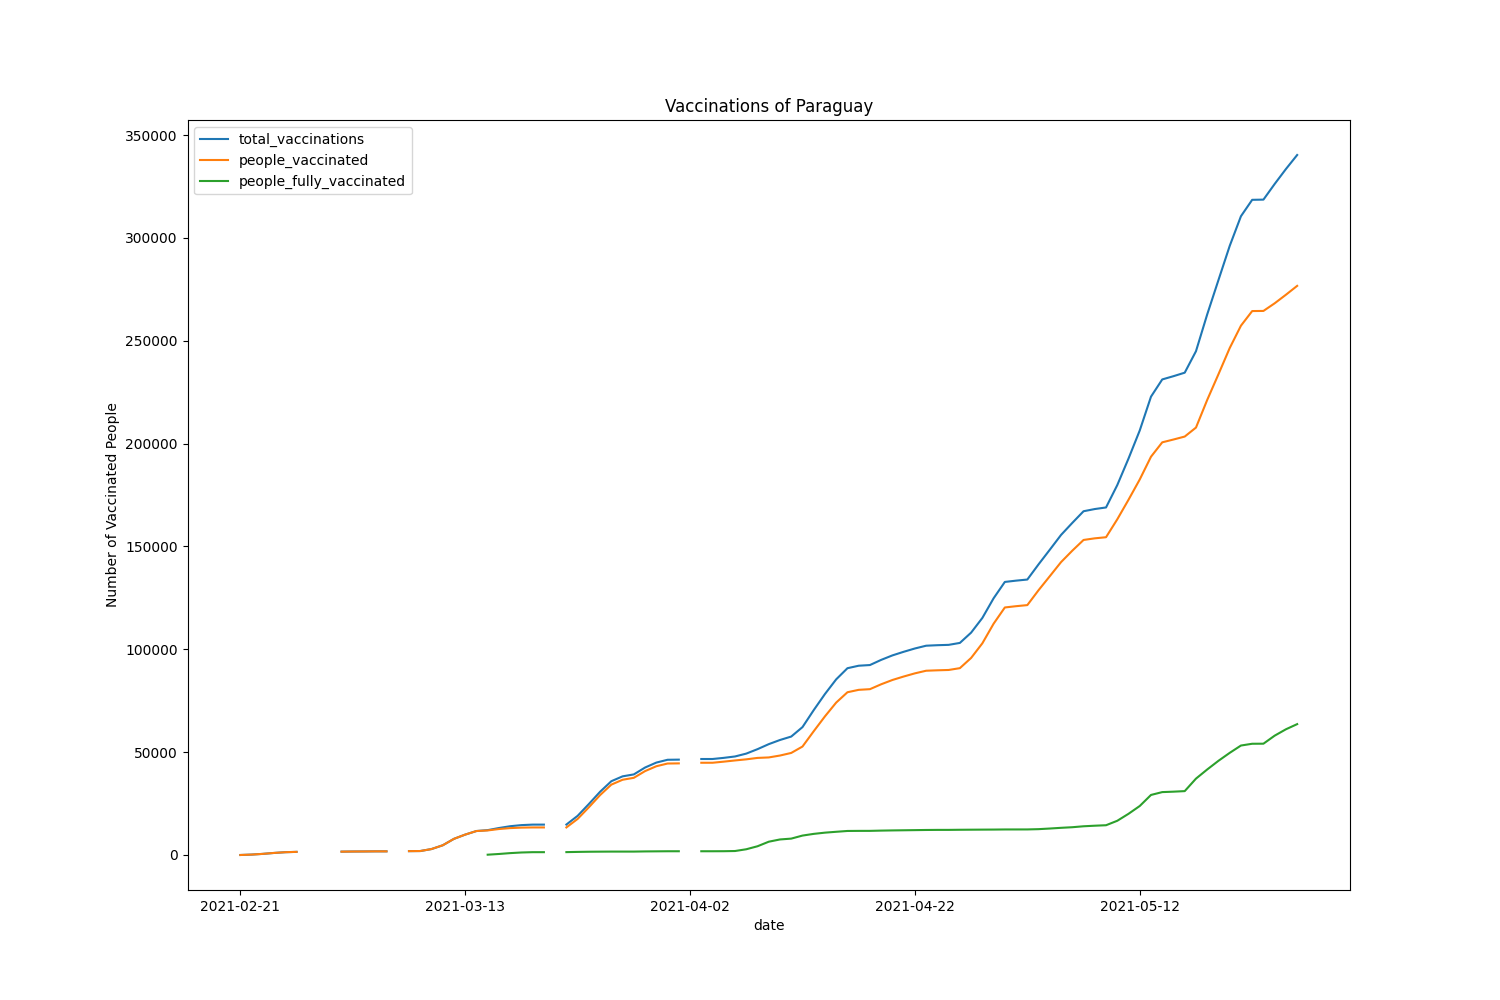 Vaccinations of Paraguay
total_vaccinations
people_vaccinated
people_fully_vaccinated
350000
300000
250000
200000
150000
100000
50000
0
Number of Vaccinated People
2021-02-21 2021-03-13 2021-04-02 2021-04-22 2021-05-12
date